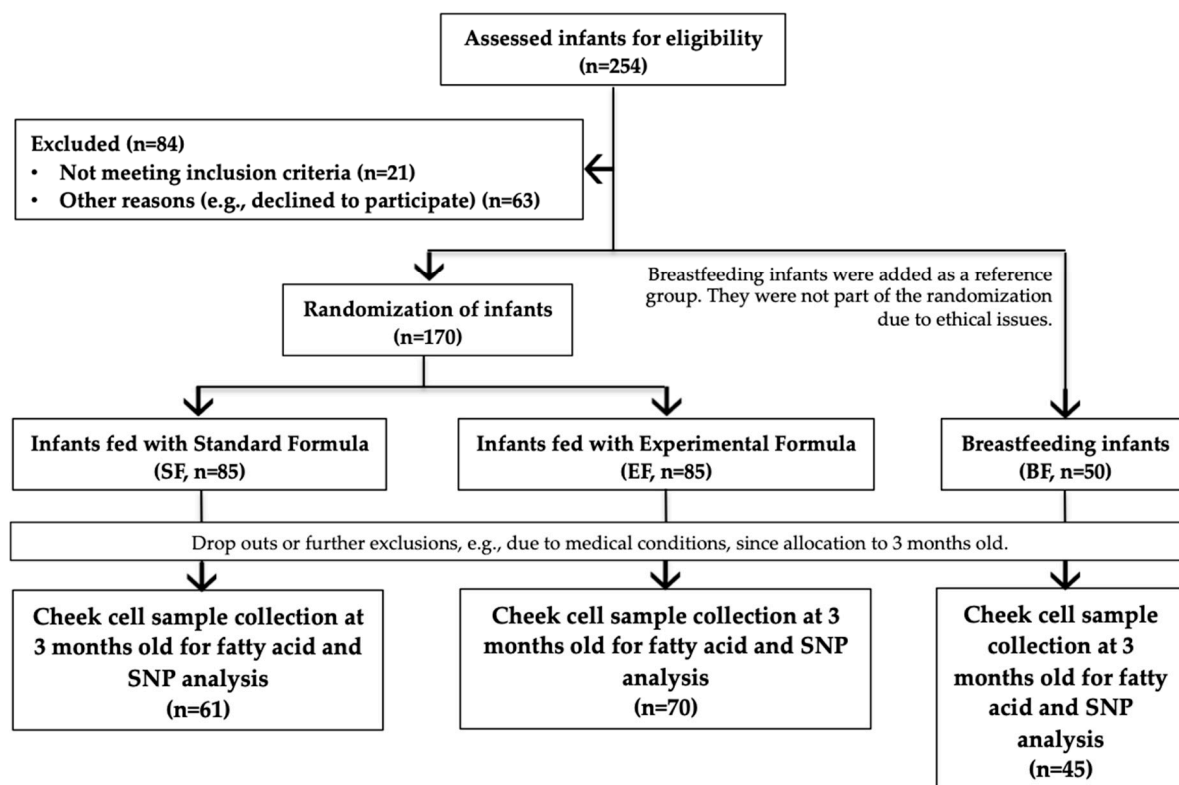 Assessed infants for eligibility
(n=254)
Excluded (n=84)
• Not meeting inclusion criteria (n=21)
• Other reasons (e.g., declined to participate) (n=63)
Breastfeeding infants were added as a reference
group. They were not part of the randomization
due to ethical issues.
Randomization of infants
(n=170)
Infants fed with Standard Formula
(SF, n=85)
Infants fed with Experimental Formula
(EF, n=85)
Breastfeeding infants
(BF, n=50)
Drop outs or further exclusions, e.g., due to medical conditions, since allocation to 3 months old.
Cheek cell sample collection at
3 months old for fatty acid and
SNP analysis
(n=61)
Cheek cell sample collection at 3
months old for fatty acid and SNP
analysis
(n=70)
Cheek cell sample
collection at 3
months old for fatty
acid and SNP
analysis
(n=45)